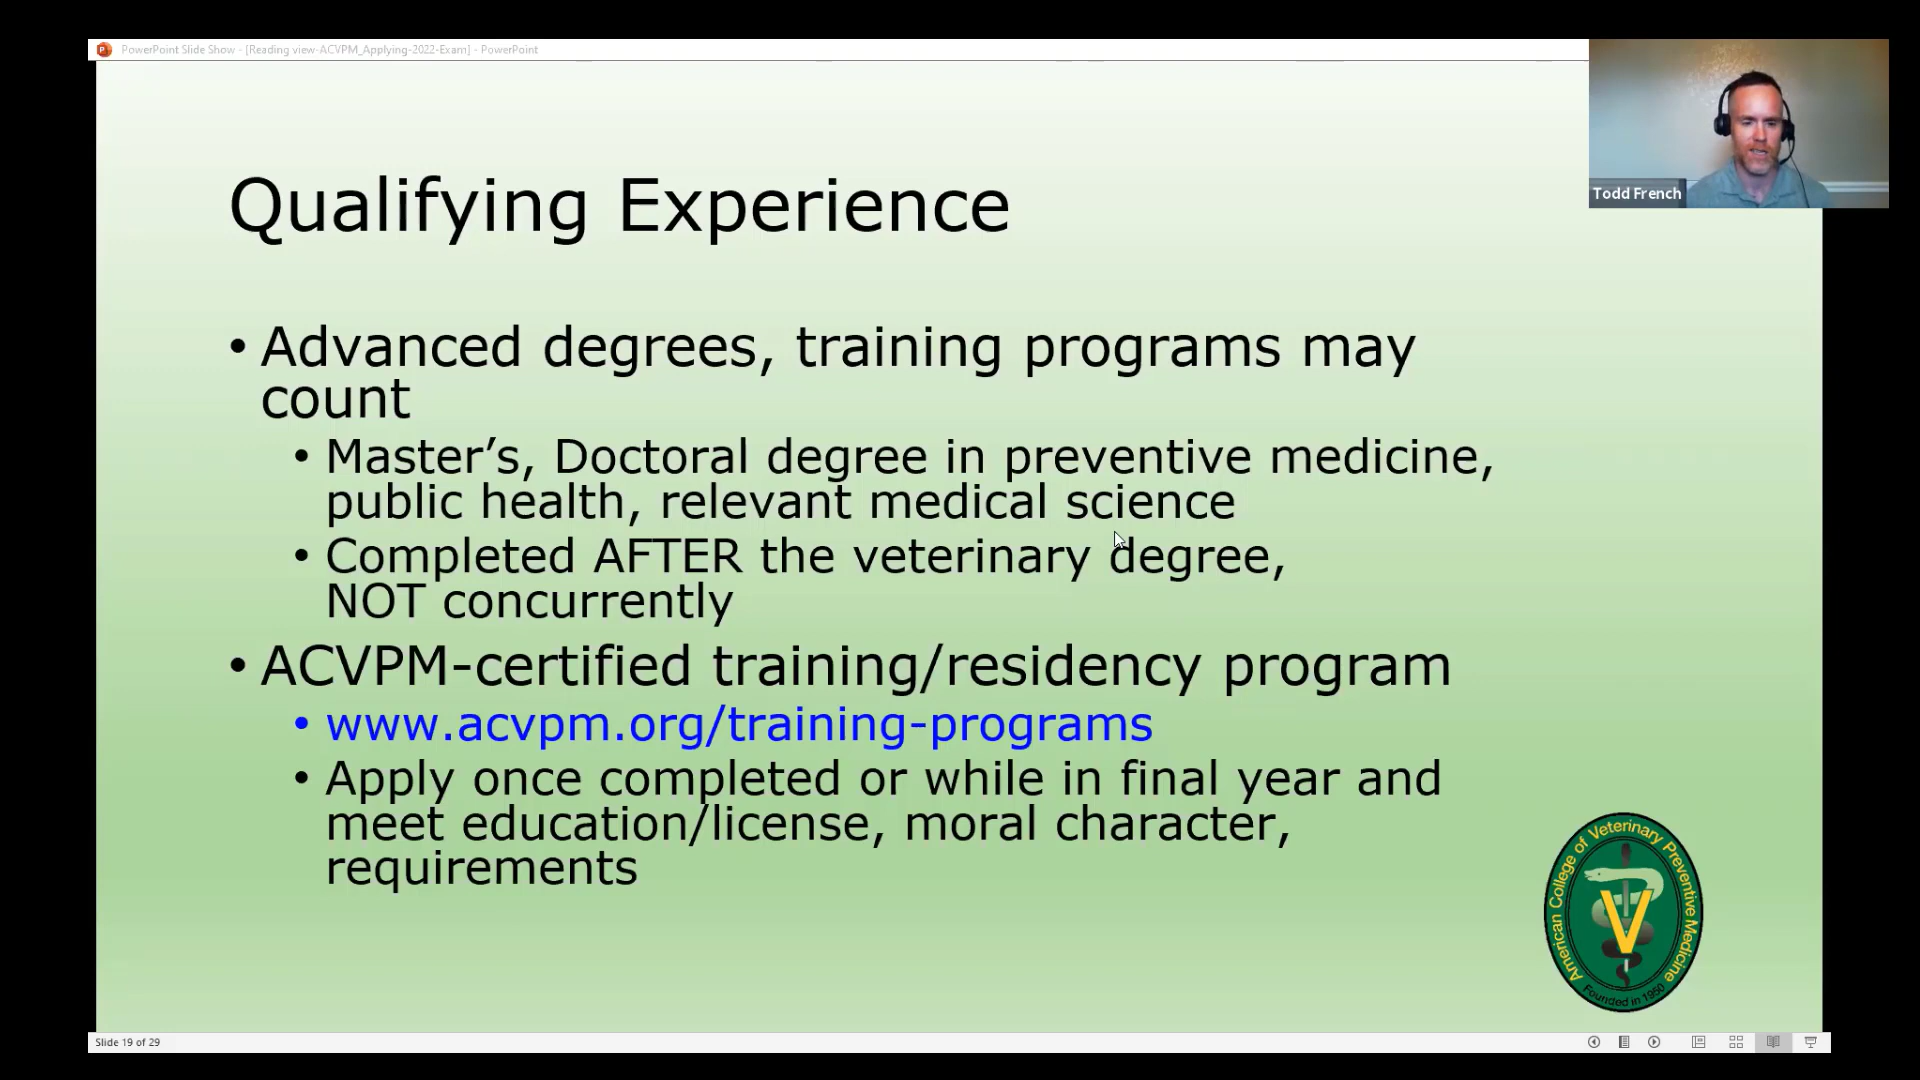 PowerPoint Slide Show - [Reading view-ACVPM_Applying-2022-Exam] - PowerPoint
Todd French
Qualifying Experience
• Advanced degrees, training programs may
count
• Master’s, Doctoral degree in preventive medicine,
public health, relevant medical science
• Completed AFTER the veterinary degree,
NOT concurrently
• ACVPM-certified training/residency program
• www.acvpm.org/training-programs
• Apply once completed or while in final year and
meet education/license, moral character,
requirements
American College of Veterinary Preventive Medicine
V
Founded in 1950
Slide 19 of 29